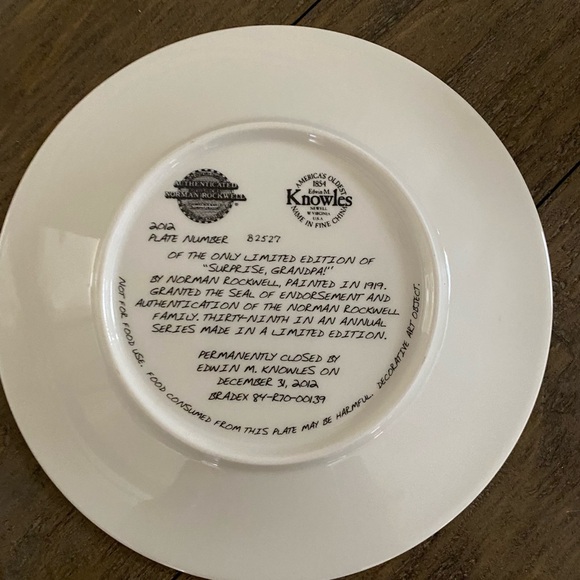 AUTHENTICATED
NORMAN ROCKWELL
AMERICA'S OLDEST
1854
Edwin M.
Knowles
NEWELL
W. VIRGINIA
U.S.A.
NAME IN FINE CHINA
2012
PLATE NUMBER 82527
OF THE ONLY LIMITED EDITION OF
"SURPRISE, GRANDPA!"
BY NORMAN ROCKWELL, PAINTED IN 1919.
GRANTED THE SEAL OF ENDORSEMENT AND
AUTHENTICATION OF THE NORMAN ROCKWELL
FAMILY. THIRTY-NINTH IN AN ANNUAL
SERIES MADE IN A LIMITED EDITION.
PERMANENTLY CLOSED BY
EDWIN M. KNOWLES ON
DECEMBER 31, 2012
BRADEX 84-R70-00139
NOT FOR FOOD USE. FOOD CONSUMED FROM THIS PLATE MAY BE HARMFUL. DECORATIVE ART OBJECT.